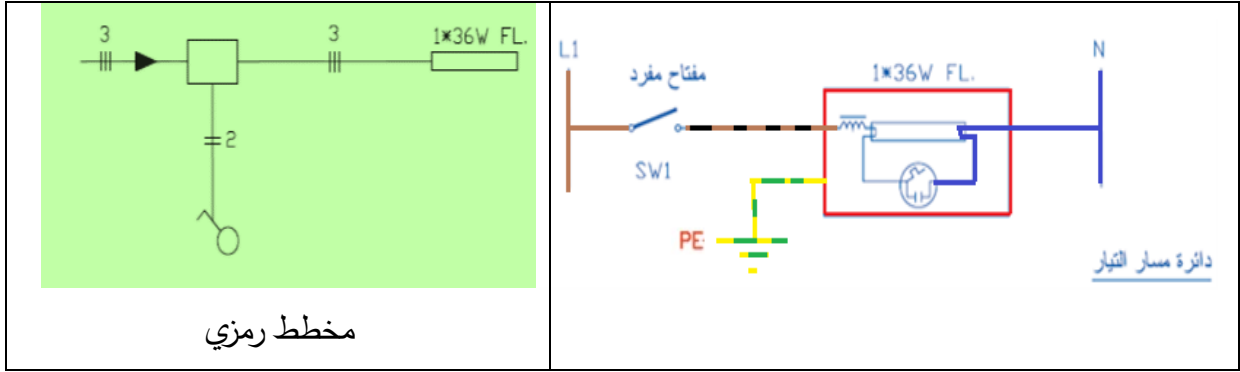 3
3
1*36W FL.
2
مخطط رمزي
L1
N
مفتاح مفرد
1*36W FL.
SW1
PE
دائرة مسار التيار